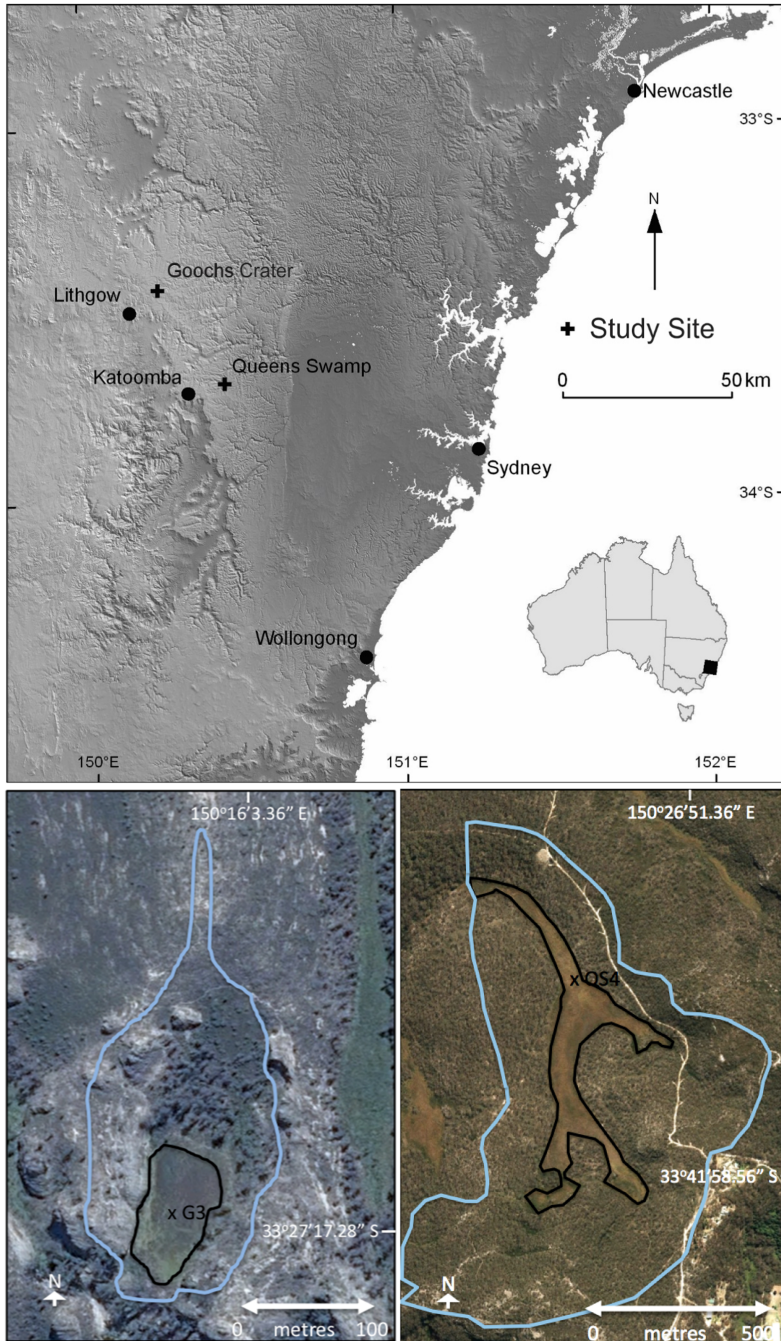 Newcastle
33°S
N
Goochs Crater
Lithgow
Study Site
Queens Swamp
Katoomba
0 50 km
Sydney
34°S
Wollongong
150°E 151°E 152°E
150°16'3.36" E
x G3
33°27'17.28" S
N
0 metres 100
150°26'51.36" E
x QS4
33°41'58.56" S
N
0 metres 500